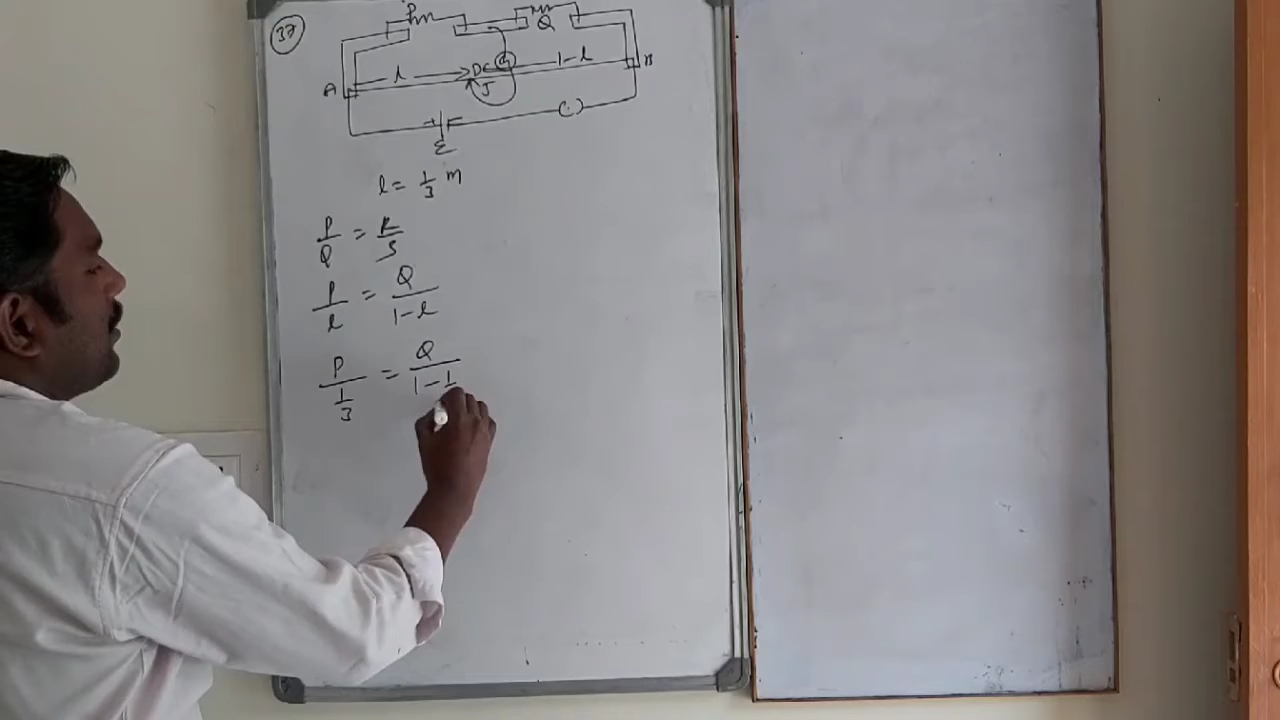 37
P Q
A l D G 1-l B
J
ε
l = 1/3 m
P/Q = R/S
P/l = Q/1-l
P/(1/3) = Q/1-1